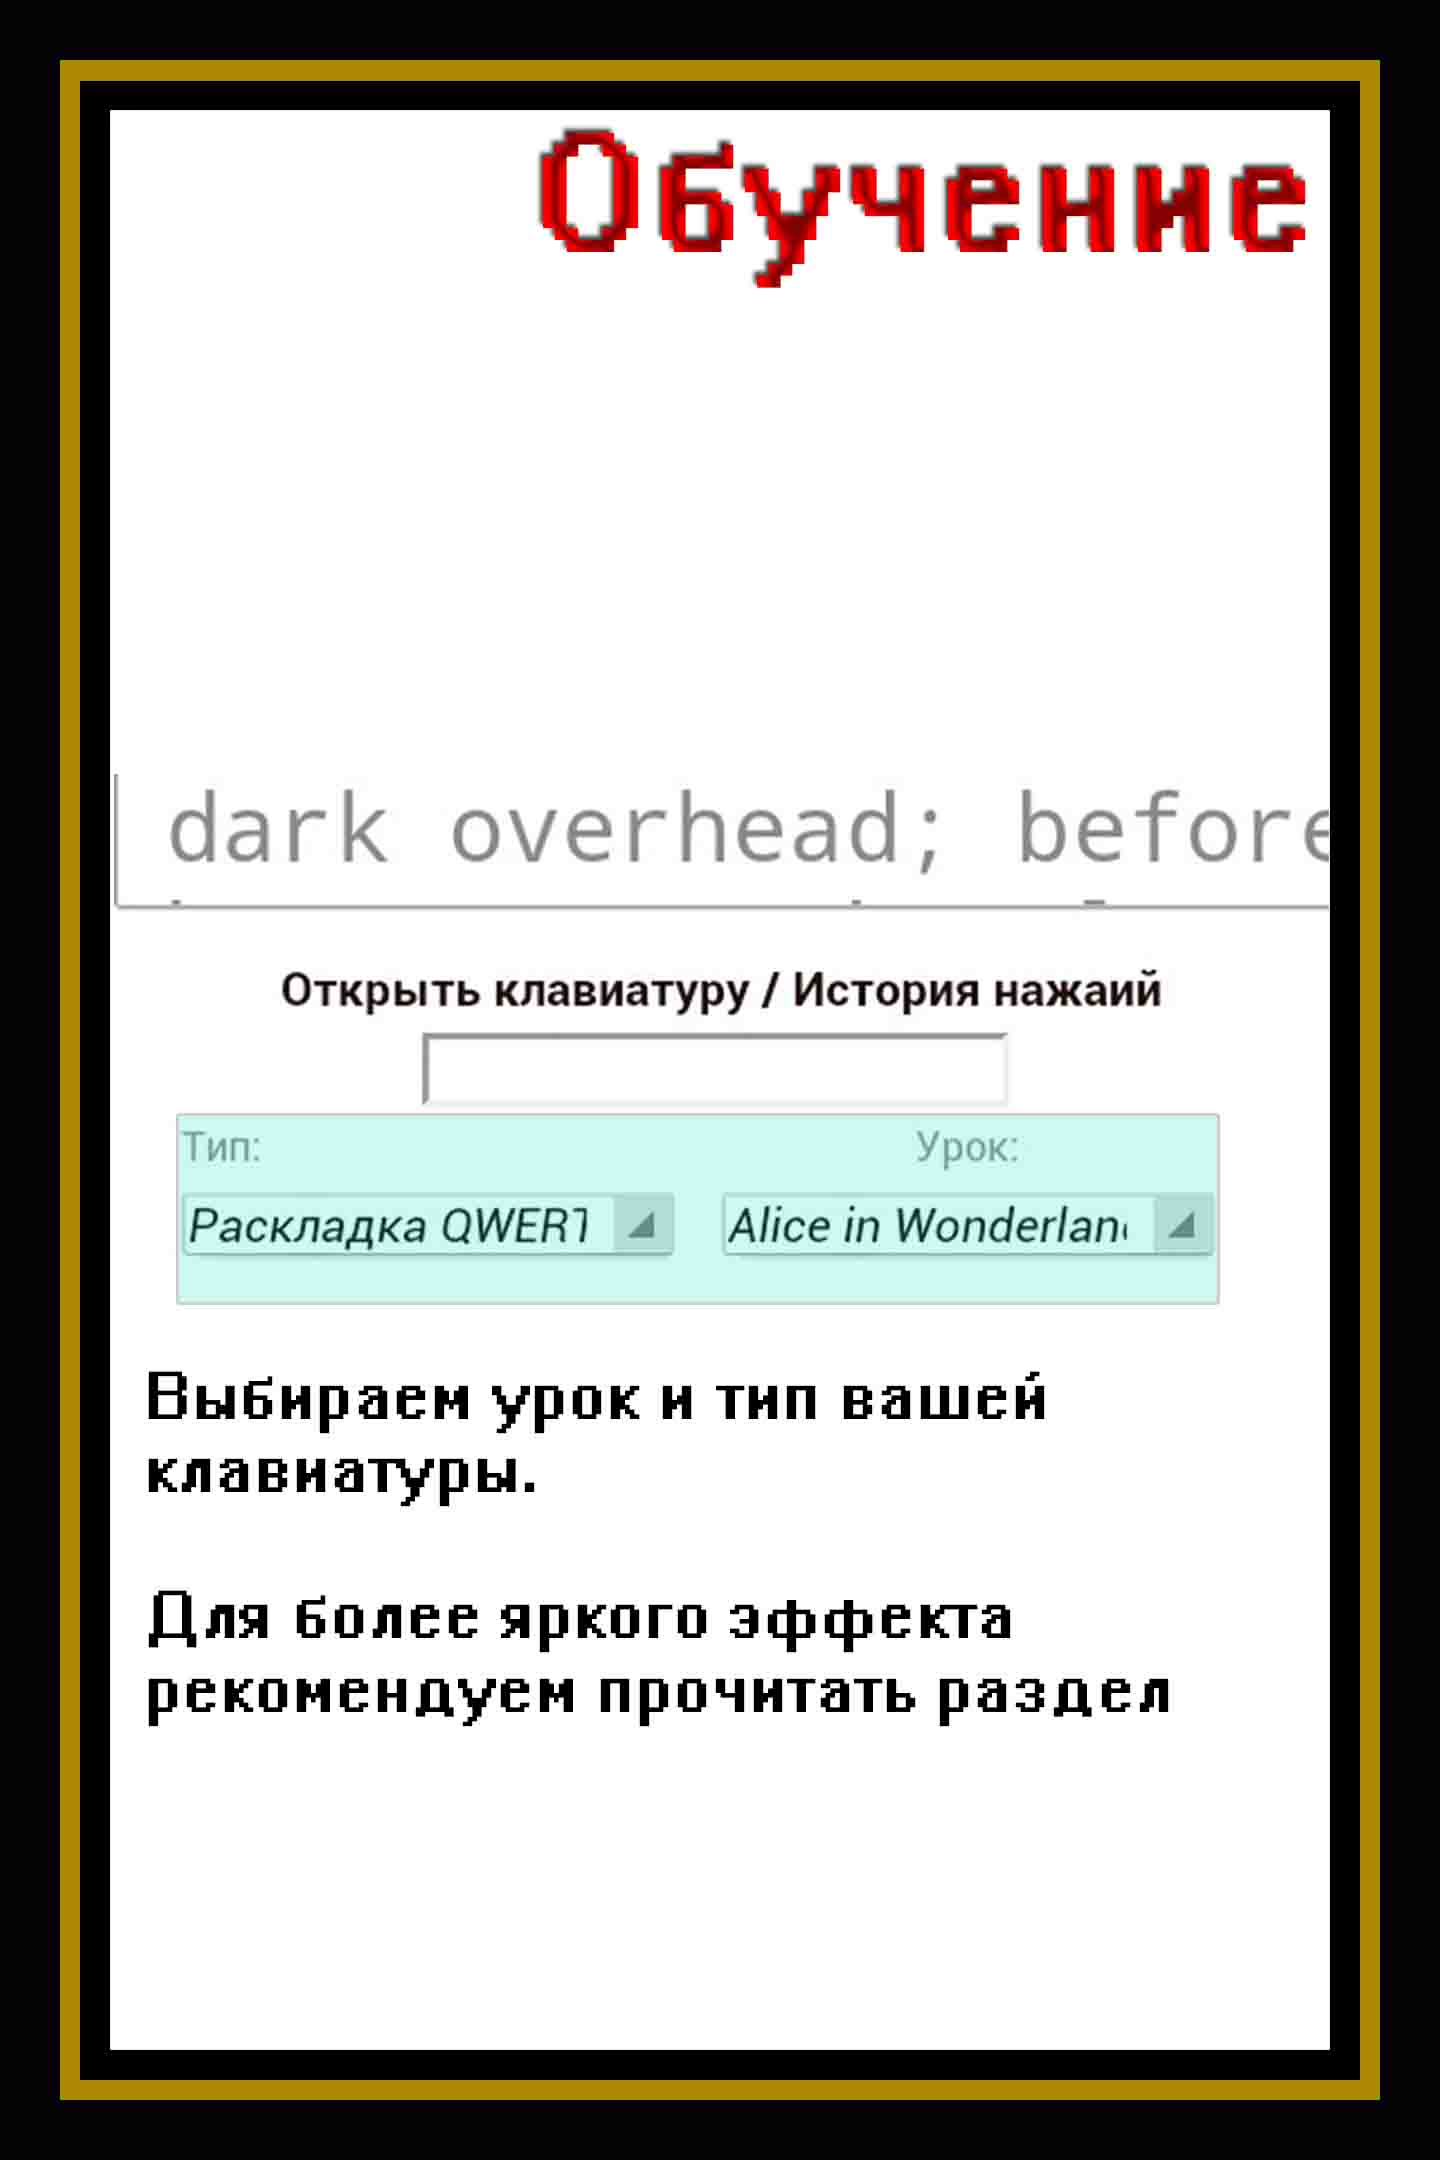 Обучение
dark overhead; before
Открыть клавиатуру / История нажаий
Тип: Урок:
Раскладка QWERT Alice in Wonderlan
Выбираем урок и тип вашей
клавиатуры.
Для более яркого эффекта
рекомендуем прочитать раздел